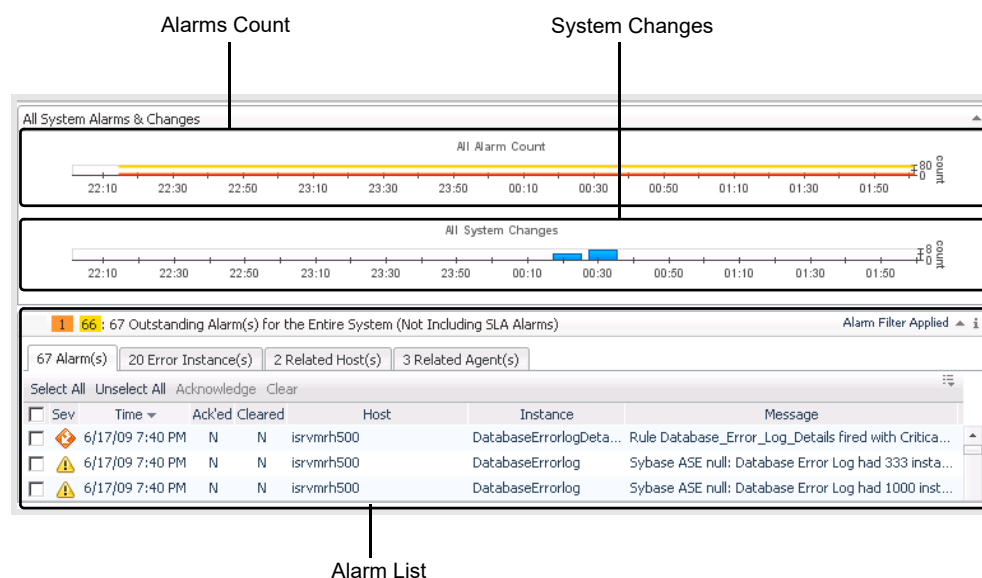 Alarms Count
System Changes
All System Alarms & Changes
All Alarm Count
80
0
count
22:10 22:30 22:50 23:10 23:30 23:50 00:10 00:30 00:50 01:10 01:30 01:50
All System Changes
8
0
count
22:10 22:30 22:50 23:10 23:30 23:50 00:10 00:30 00:50 01:10 01:30 01:50
1 66 : 67 Outstanding Alarm(s) for the Entire System (Not Including SLA Alarms) Alarm Filter Applied
67 Alarm(s) 20 Error Instance(s) 2 Related Host(s) 3 Related Agent(s)
Select All Unselect All Acknowledge Clear
Sev Time Ack'ed Cleared Host Instance Message
6/17/09 7:40 PM N N isrvmrh500 DatabaseErrorlogDeta... Rule Database_Error_Log_Details fired with Critica...
6/17/09 7:40 PM N N isrvmrh500 DatabaseErrorlog Sybase ASE null: Database Error Log had 333 insta...
6/17/09 7:40 PM N N isrvmrh500 DatabaseErrorlog Sybase ASE null: Database Error Log had 1000 inst...
Alarm List